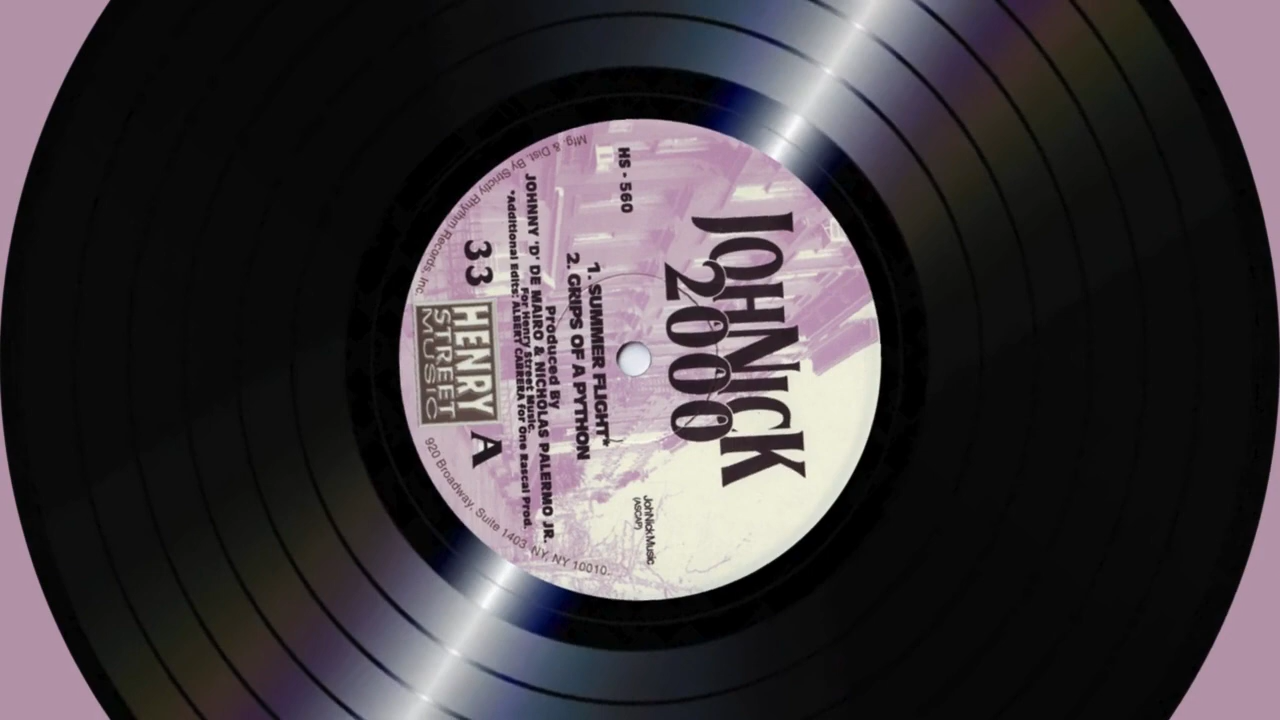 JOHNICK
2000
HS - 560
JohNick Music
(ASCAP)
1. SUMMER FLIGHT*
2. GRIPS OF A PYTHON
Produced By
JOHNNY 'D' DE MAIRO & NICHOLAS PALERMO JR.
For Henry Street Music.
*Additional Edits: ALBERT CABRERA for One Rascal Prod.
33
A
HENRY
STREET
MUSIC
Mfg. & Dist. By Strictly Rhythm Records, Inc.
920 Broadway, Suite 1403 NY, NY 10010.